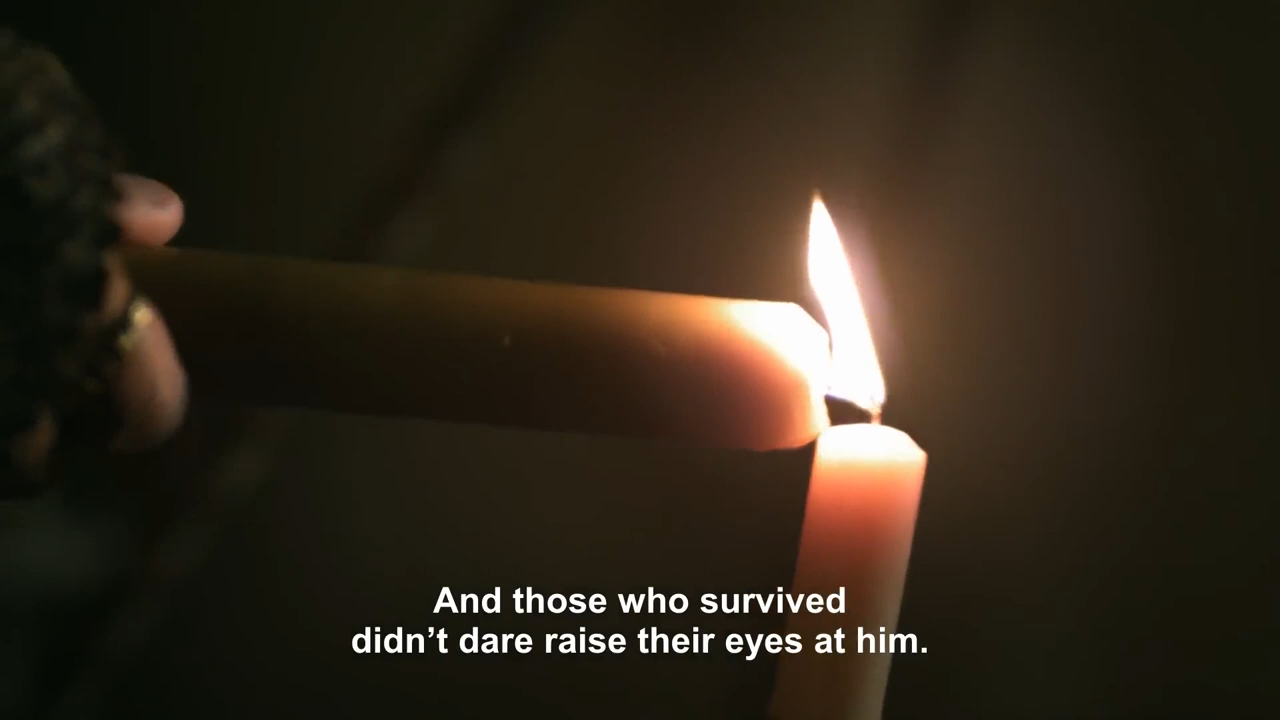 And those who survived
didn’t dare raise their eyes at him.